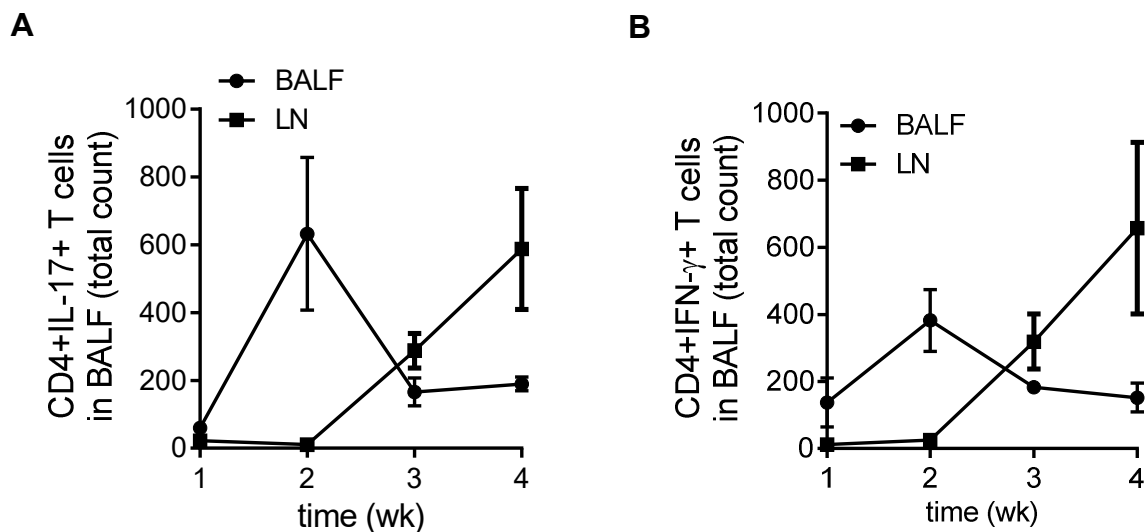 A
BALF
LN
CD4+IL-17+ T cells
in BALF (total count)
1000
800
600
400
200
0
1 2 3 4
time (wk)
B
BALF
LN
CD4+IFN-γ+ T cells
in BALF (total count)
1000
800
600
400
200
0
1 2 3 4
time (wk)